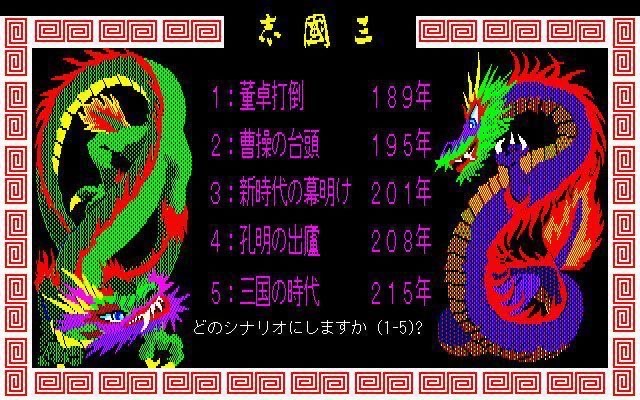 志國三
1:董卓打倒 189年
2:曹操の台頭 195年
3:新時代の幕明け 201年
4:孔明の出廬 208年
5:三国の時代 215年
どのシナリオにしますか (1-5)?